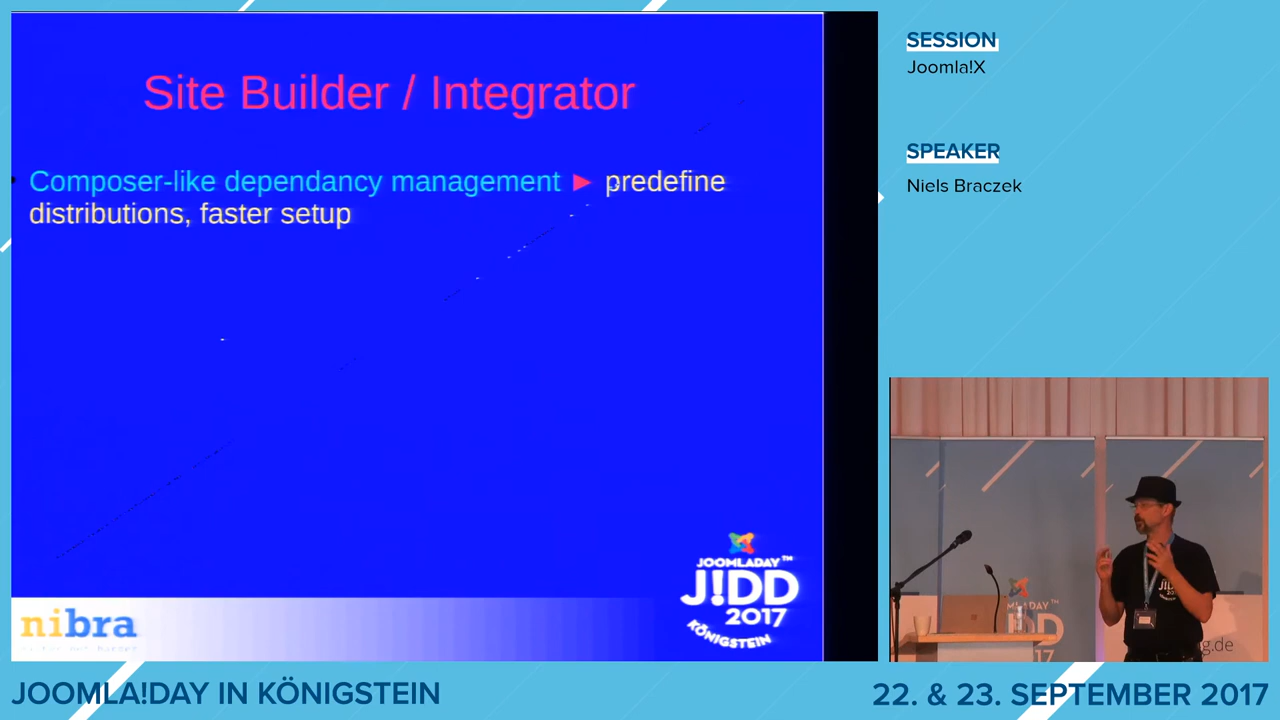 Site Builder / Integrator
Composer-like dependancy management ► predefine
distributions, faster setup
nibra
JOOMLADAY™
J!DD
2017
KÖNIGSTEIN
SESSION
Joomla!X
SPEAKER
Niels Braczek
JOOMLA!DAY IN KÖNIGSTEIN
22. & 23. SEPTEMBER 2017